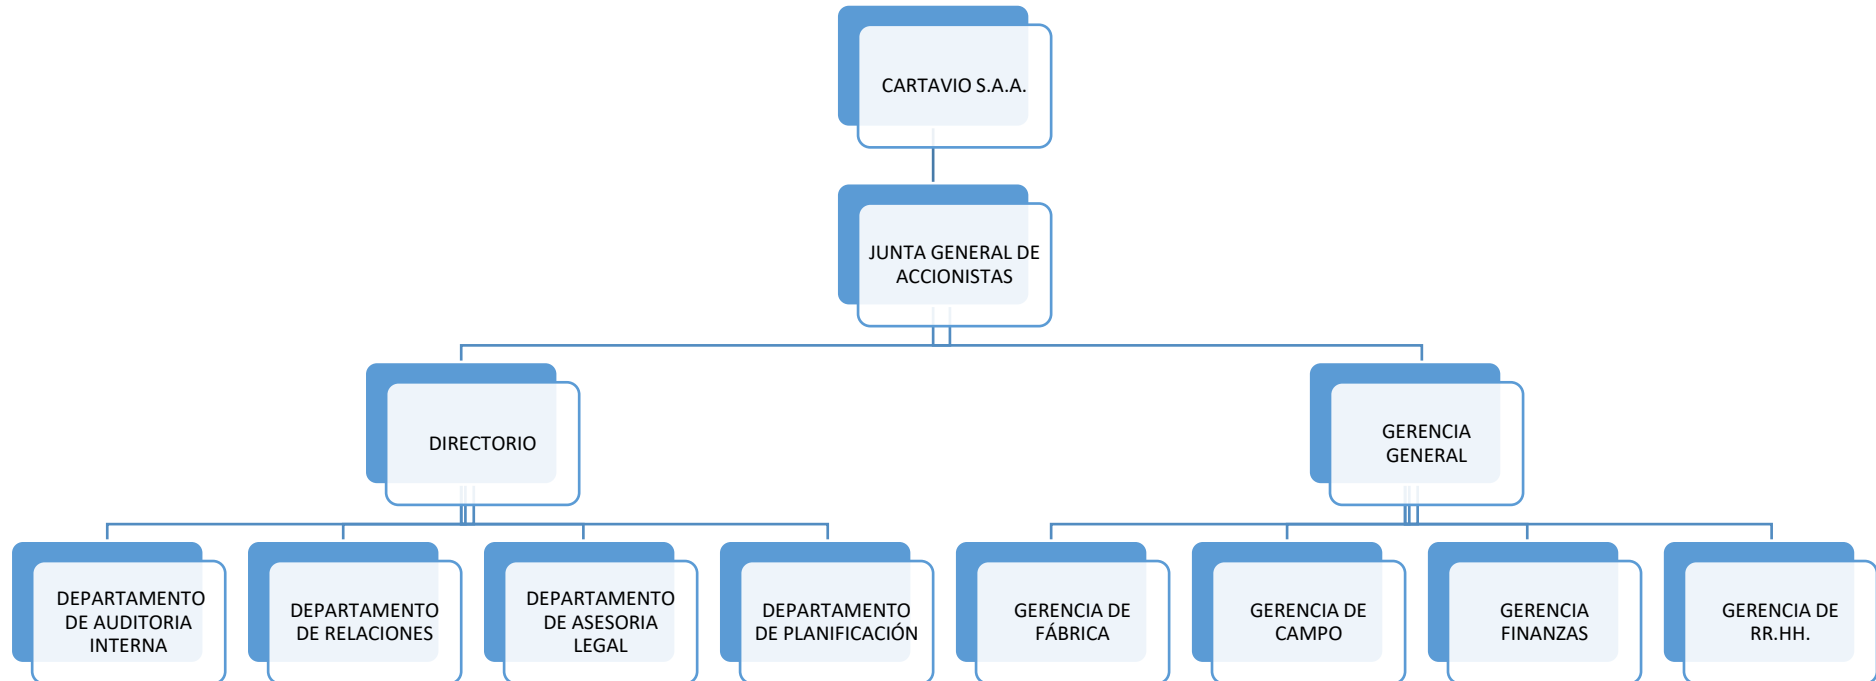 CARTAVIO S.A.A.
JUNTA GENERAL DE
ACCIONISTAS
DIRECTORIO
GERENCIA
GENERAL
DEPARTAMENTO
DE AUDITORIA
INTERNA
DEPARTAMENTO
DE RELACIONES
DEPARTAMENTO
DE ASESORIA
LEGAL
DEPARTAMENTO
DE PLANIFICACIÓN
GERENCIA DE
FÁBRICA
GERENCIA DE
CAMPO
GERENCIA
FINANZAS
GERENCIA DE
RR.HH.